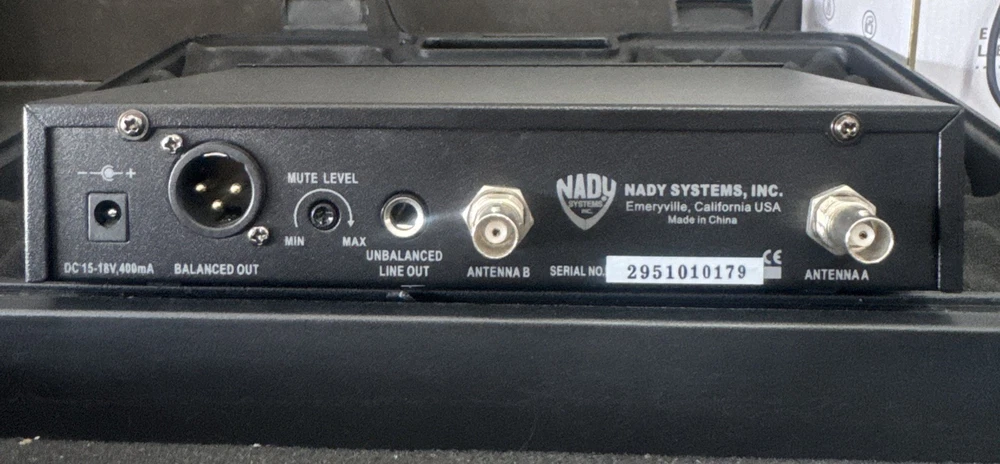 - +
DC 15-18V,400mA
BALANCED OUT
MUTE LEVEL
MIN
MAX
UNBALANCED
LINE OUT
ANTENNA B
NADY
SYSTEMS
INC.
NADY SYSTEMS, INC.
Emeryville, California USA
Made in China
SERIAL NO.
2951010179
CE
ANTENNA A